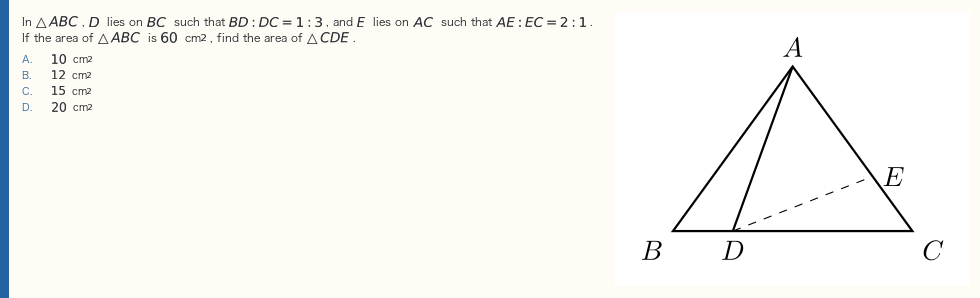 In △ABC , D lies on BC such that BD : DC = 1 : 3 , and E lies on AC such that AE : EC = 2 : 1 .
If the area of △ABC is 60 cm2 , find the area of △CDE .
A. 10 cm2
B. 12 cm2
C. 15 cm2
D. 20 cm2
A
E
B D C